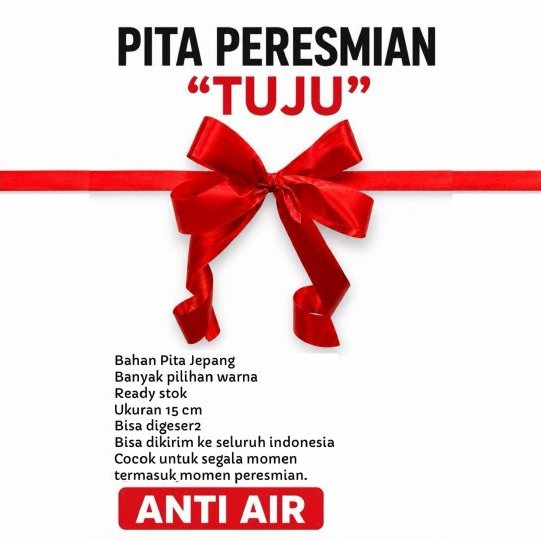 PITA PERESMIAN
“TUJU”
Bahan Pita Jepang
Banyak pilihan warna
Ready stok
Ukuran 15 cm
Bisa digeser2
Bisa dikirim ke seluruh indonesia
Cocok untuk segala momen
termasuk momen peresmian.
ANTI AIR